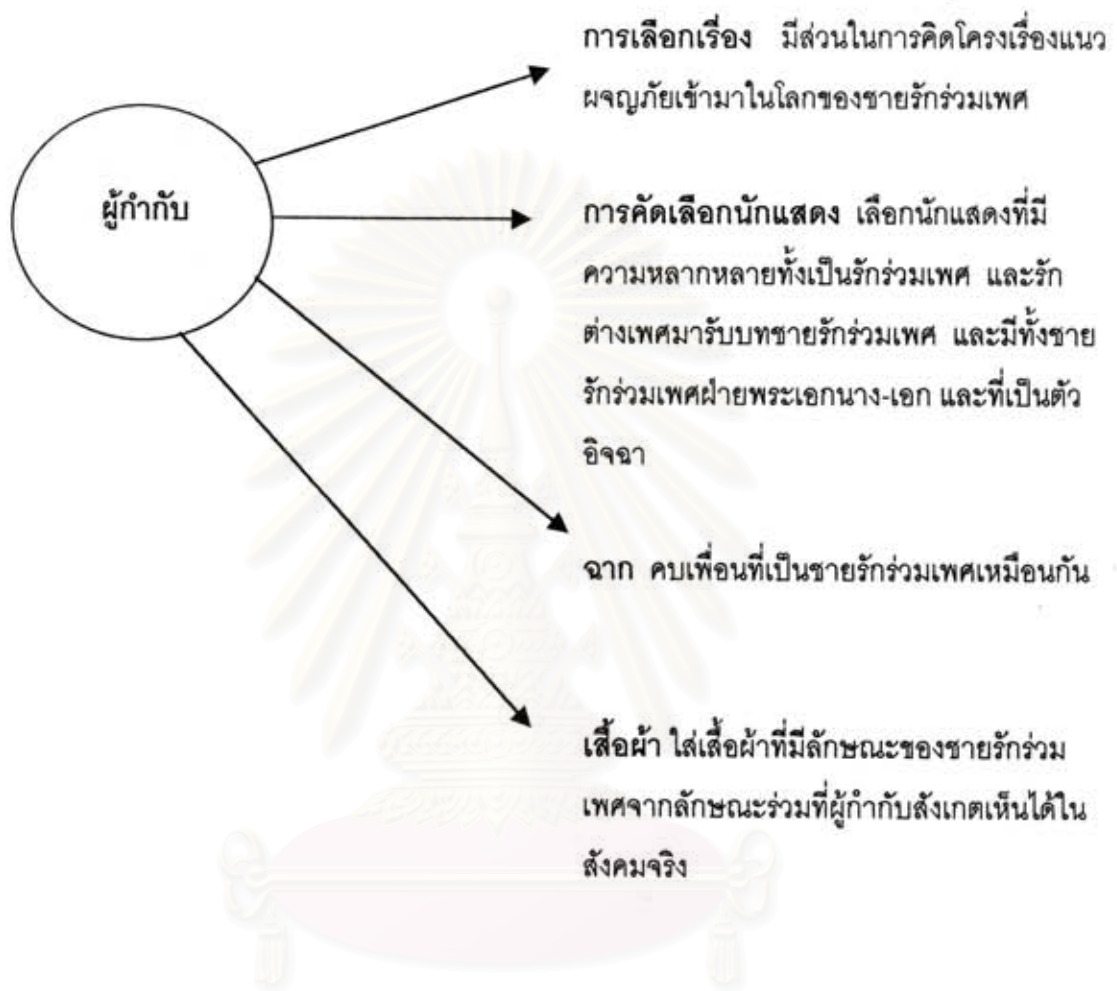 การเลือกเรื่อง มีส่วนในการคิดโครงเรื่องแนว
ผจญภัยเข้ามาในโลกของชายรักร่วมเพศ
ผู้กำกับ
การคัดเลือกนักแสดง เลือกนักแสดงที่มี
ความหลากหลายทั้งเป็นรักร่วมเพศ และรัก
ต่างเพศมารับบทชายรักร่วมเพศ และมีทั้งชาย
รักร่วมเพศฝ่ายพระเอกนาง-เอก และที่เป็นตัว
อิจฉา
ฉาก คบเพื่อนที่เป็นชายรักร่วมเพศเหมือนกัน
เสื้อผ้า ใส่เสื้อผ้าที่มีลักษณะของชายรักร่วม
เพศจากลักษณะร่วมที่ผู้กำกับสังเกตเห็นได้ใน
สังคมจริง